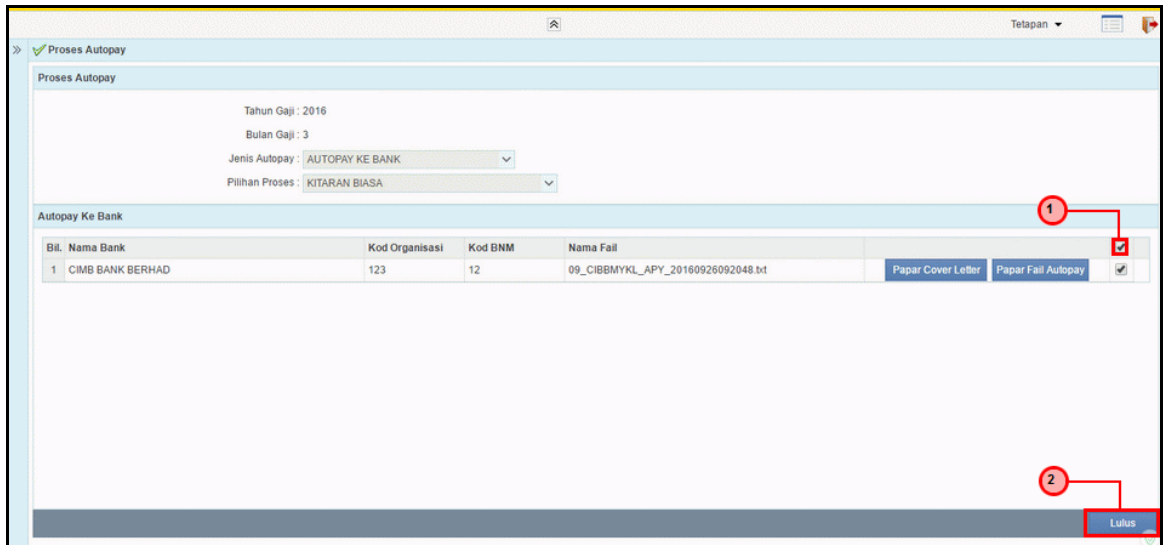 Tetapan
Proses Autopay
Proses Autopay
Tahun Gaji : 2016
Bulan Gaji : 3
Jenis Autopay : AUTOPAY KE BANK
Pilihan Proses : KITARAN BIASA
Autopay Ke Bank
1
Bil. Nama Bank Kod Organisasi Kod BNM Nama Fail
1 CIMB BANK BERHAD 123 12 09_CIBBMYKL_APY_20160926092048.txt Papar Cover Letter Papar Fail Autopay
2
Lulus